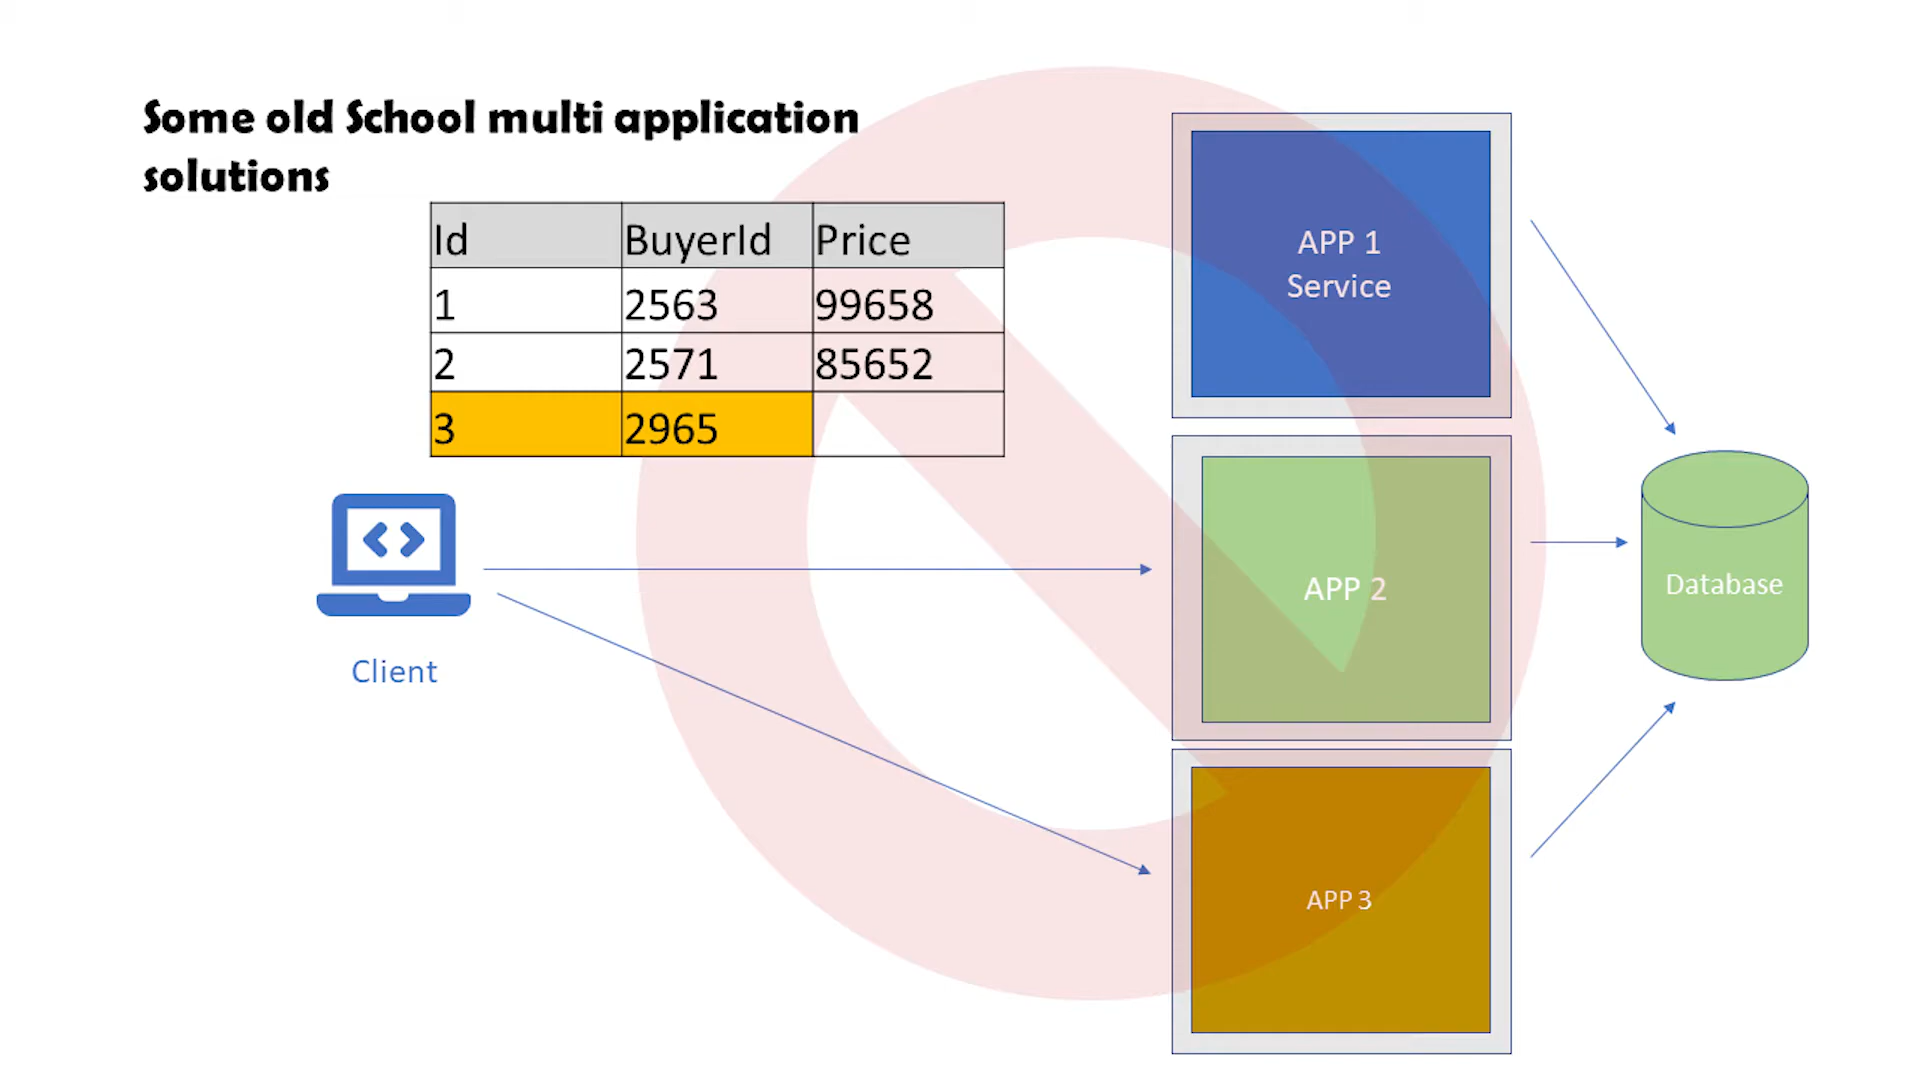 Some old School multi application
solutions
Id BuyerId Price
1 2563 99658
2 2571 85652
3 2965
Client
APP 1
Service
APP 2
APP 3
Database